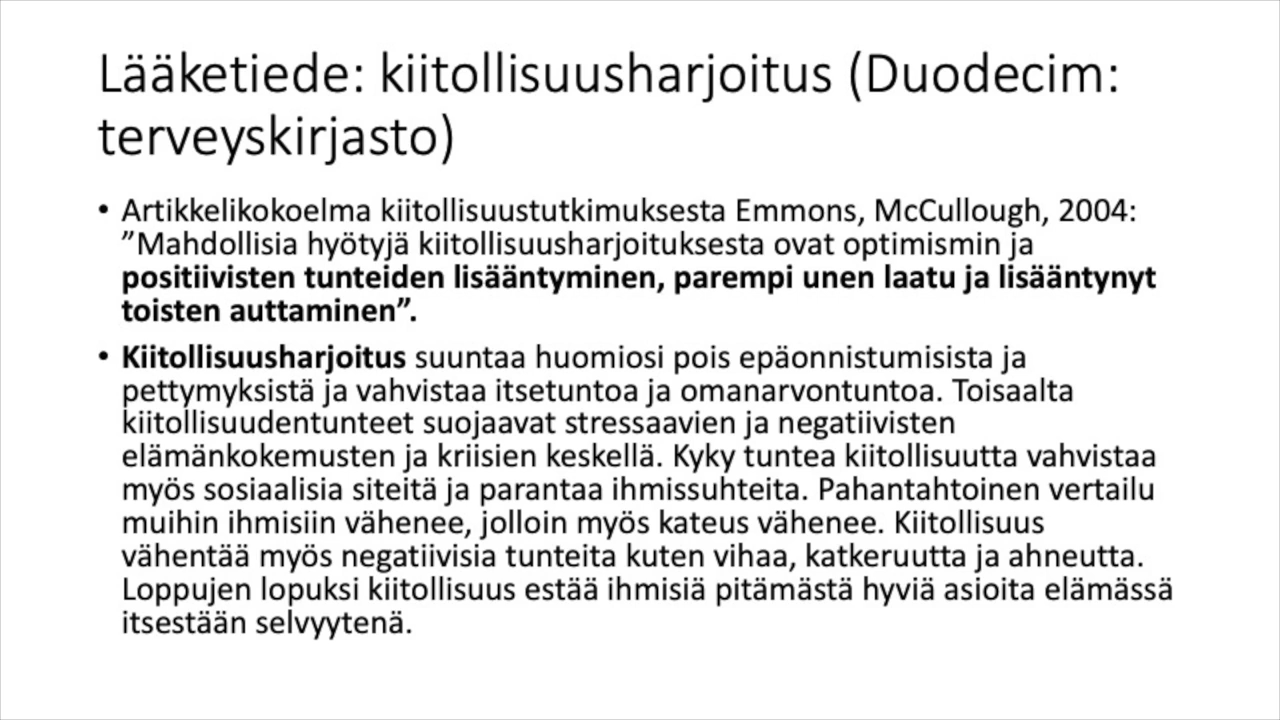 Lääketiede: kiitollisuusharjoitus (Duodecim:
terveyskirjasto)
• Artikkelikokoelma kiitollisuustutkimuksesta Emmons, McCullough, 2004:
”Mahdollisia hyötyjä kiitollisuusharjoituksesta ovat optimismin ja
positiivisten tunteiden lisääntyminen, parempi unen laatu ja lisääntynyt
toisten auttaminen”.
• Kiitollisuusharjoitus suuntaa huomiosi pois epäonnistumisista ja
pettymyksistä ja vahvistaa itsetuntoa ja omanarvontuntoa. Toisaalta
kiitollisuudentunteet suojaavat stressaavien ja negatiivisten
elämänkokemusten ja kriisien keskellä. Kyky tuntea kiitollisuutta vahvistaa
myös sosiaalisia siteitä ja parantaa ihmissuhteita. Pahantahtoinen vertailu
muihin ihmisiin vähenee, jolloin myös kateus vähenee. Kiitollisuus
vähentää myös negatiivisia tunteita kuten vihaa, katkeruutta ja ahneutta.
Loppujen lopuksi kiitollisuus estää ihmisiä pitämästä hyviä asioita elämässä
itsestään selvyytenä.